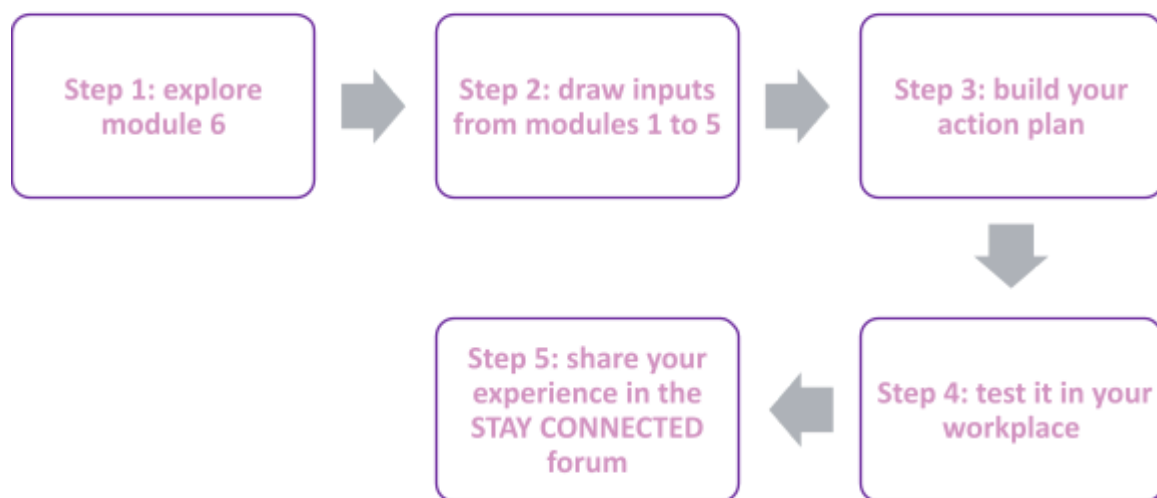 Step 1: explore
module 6
Step 2: draw inputs
from modules 1 to 5
Step 3: build your
action plan
Step 4: test it in your
workplace
Step 5: share your
experience in the
STAY CONNECTED
forum